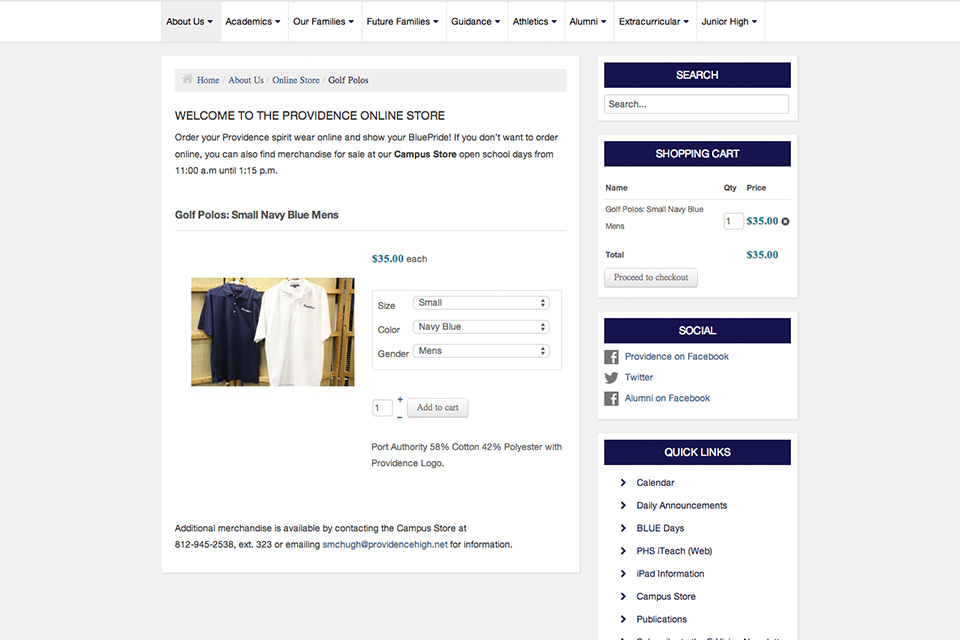 About Us Academics Our Families Future Families Guidance Athletics Alumni Extracurricular Junior High
Home / About Us / Online Store / Golf Polos
WELCOME TO THE PROVIDENCE ONLINE STORE
Order your Providence spirit wear online and show your BluePride! If you don't want to order
online, you can also find merchandise for sale at our Campus Store open school days from
11:00 a.m until 1:15 p.m.
Golf Polos: Small Navy Blue Mens
$35.00 each
Size Small
Color Navy Blue
Gender Mens
1 + − Add to cart
Port Authority 58% Cotton 42% Polyester with
Providence Logo.
Additional merchandise is available by contacting the Campus Store at
812-945-2538, ext. 323 or emailing smchugh@providencehigh.net for information.
SEARCH
Search...
SHOPPING CART
Name Qty Price
Golf Polos: Small Navy Blue
Mens
1 $35.00
Total $35.00
Proceed to checkout
SOCIAL
Providence on Facebook
Twitter
Alumni on Facebook
QUICK LINKS
Calendar
Daily Announcements
BLUE Days
PHS iTeach (Web)
iPad Information
Campus Store
Publications